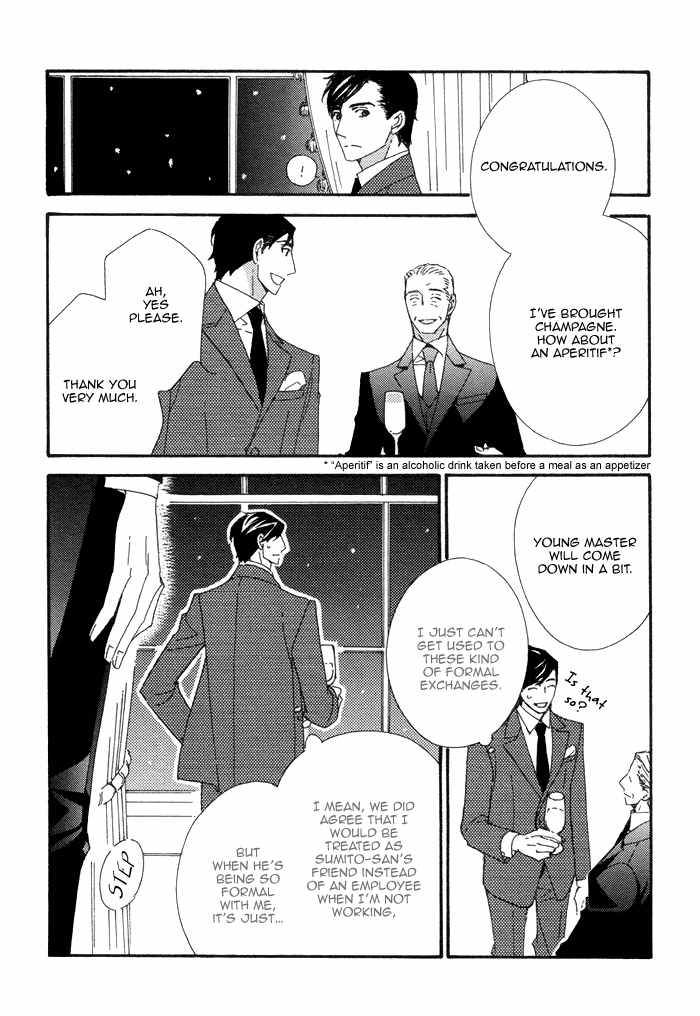 CONGRATULATIONS.
!
I'VE BROUGHT
CHAMPAGNE.
HOW ABOUT
AN APERITIF*?
AH,
YES
PLEASE.
THANK YOU
VERY MUCH.
* "Aperitif" is an alcoholic drink taken before a meal as an appetizer
YOUNG MASTER
WILL COME
DOWN IN A BIT.
Is that
so?
I JUST CAN'T
GET USED TO
THESE KIND
OF FORMAL
EXCHANGES.
I MEAN, WE DID
AGREE THAT I
WOULD BE
TREATED AS
SUMITO-SAN'S
FRIEND INSTEAD
OF AN EMPLOYEE
WHEN I'M NOT
WORKING,
BUT
WHEN HE'S
BEING SO
FORMAL
WITH ME,
IT'S JUST...
STEP